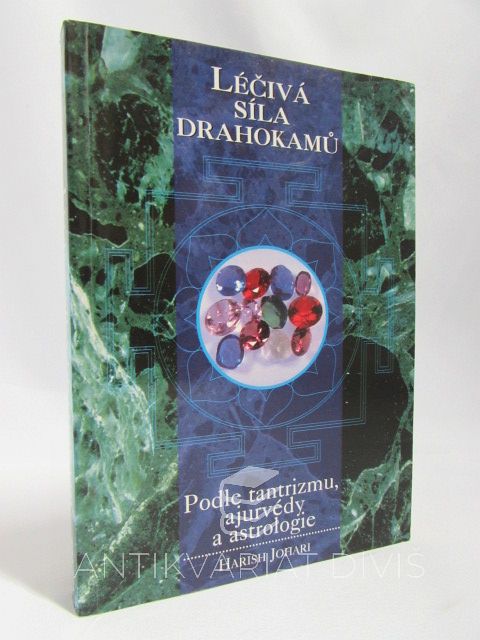 LÉČIVÁ
SÍLA
DRAHOKAMŮ
Podle tantrizmu,
ajurvédy
a astrologie
HARISH JOHARI
ANTIKVARIÁT DIVIŠ